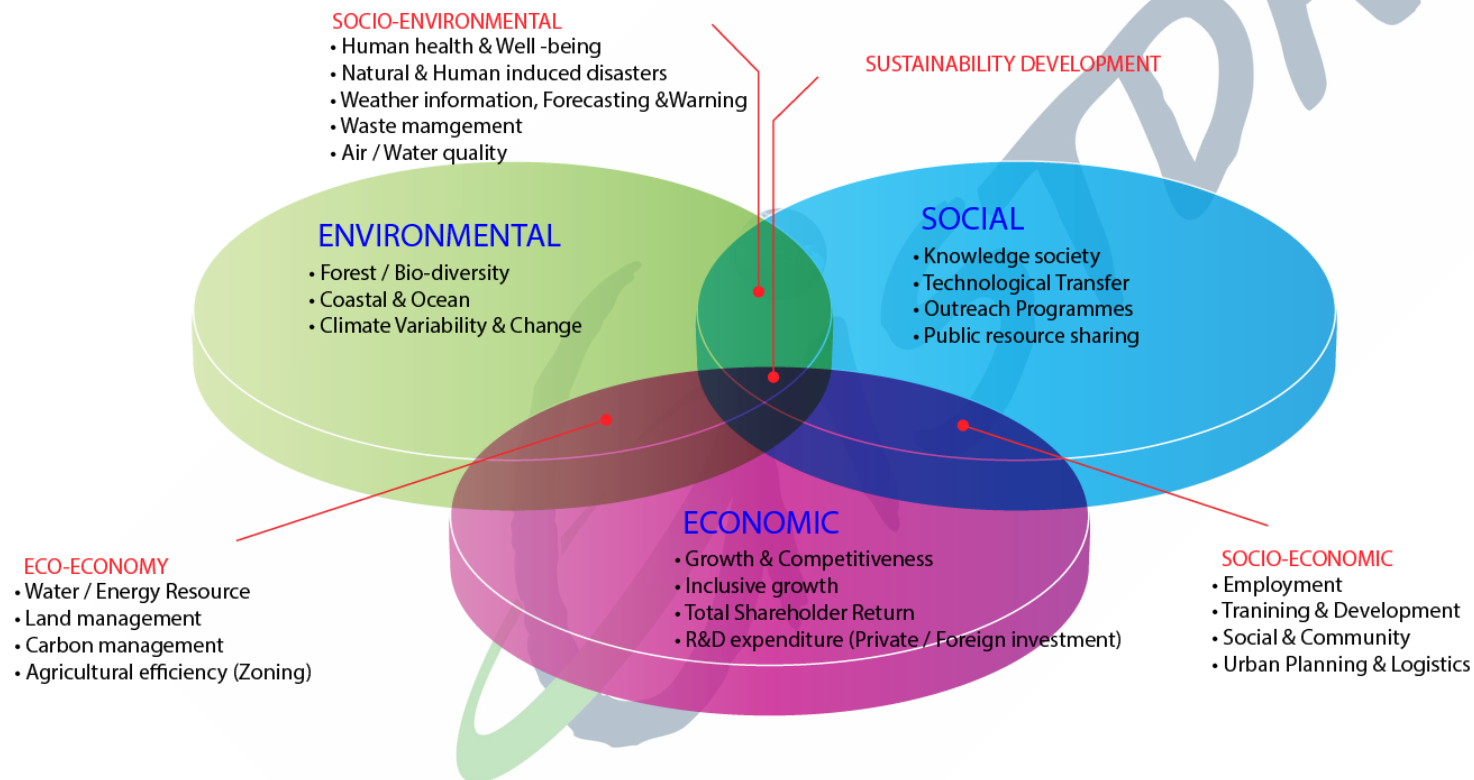 SOCIO-ENVIRONMENTAL
• Human health & Well -being
• Natural & Human induced disasters
• Weather information, Forecasting &Warning
• Waste mamgement
• Air / Water quality
SUSTAINABILITY DEVELOPMENT
ENVIRONMENTAL
• Forest / Bio-diversity
• Coastal & Ocean
• Climate Variability & Change
SOCIAL
• Knowledge society
• Technological Transfer
• Outreach Programmes
• Public resource sharing
ECONOMIC
• Growth & Competitiveness
• Inclusive growth
• Total Shareholder Return
• R&D expenditure (Private / Foreign investment)
ECO-ECONOMY
• Water / Energy Resource
• Land management
• Carbon management
• Agricultural efficiency (Zoning)
SOCIO-ECONOMIC
• Employment
• Tranining & Development
• Social & Community
• Urban Planning & Logistics